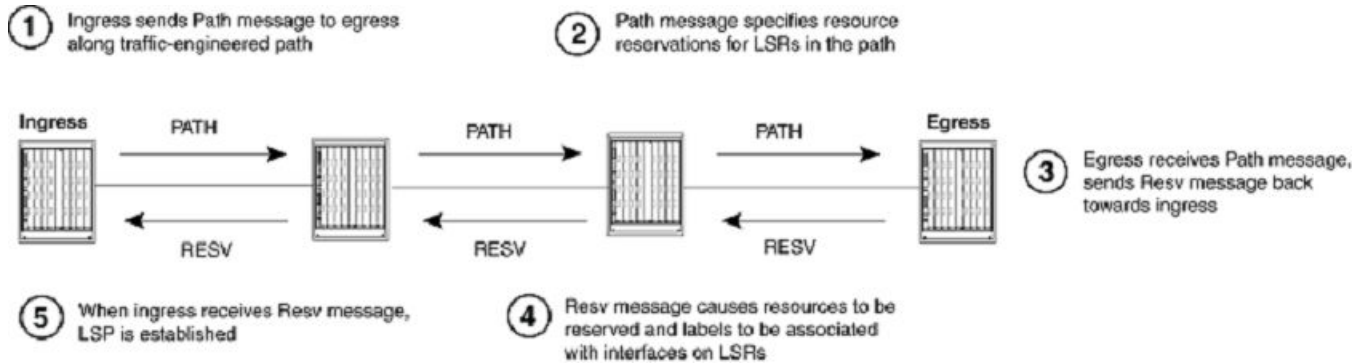 1
Ingress sends Path message to egress
along traffic-engineered path
2
Path message specifies resource
reservations for LSRs in the path
Ingress
PATH
PATH
PATH
Egress
RESV
RESV
RESV
3
Egress receives Path message,
sends Resv message back
towards ingress
5
When ingress receives Resv message,
LSP is established
4
Resv message causes resources to be
reserved and labels to be associated
with interfaces on LSRs